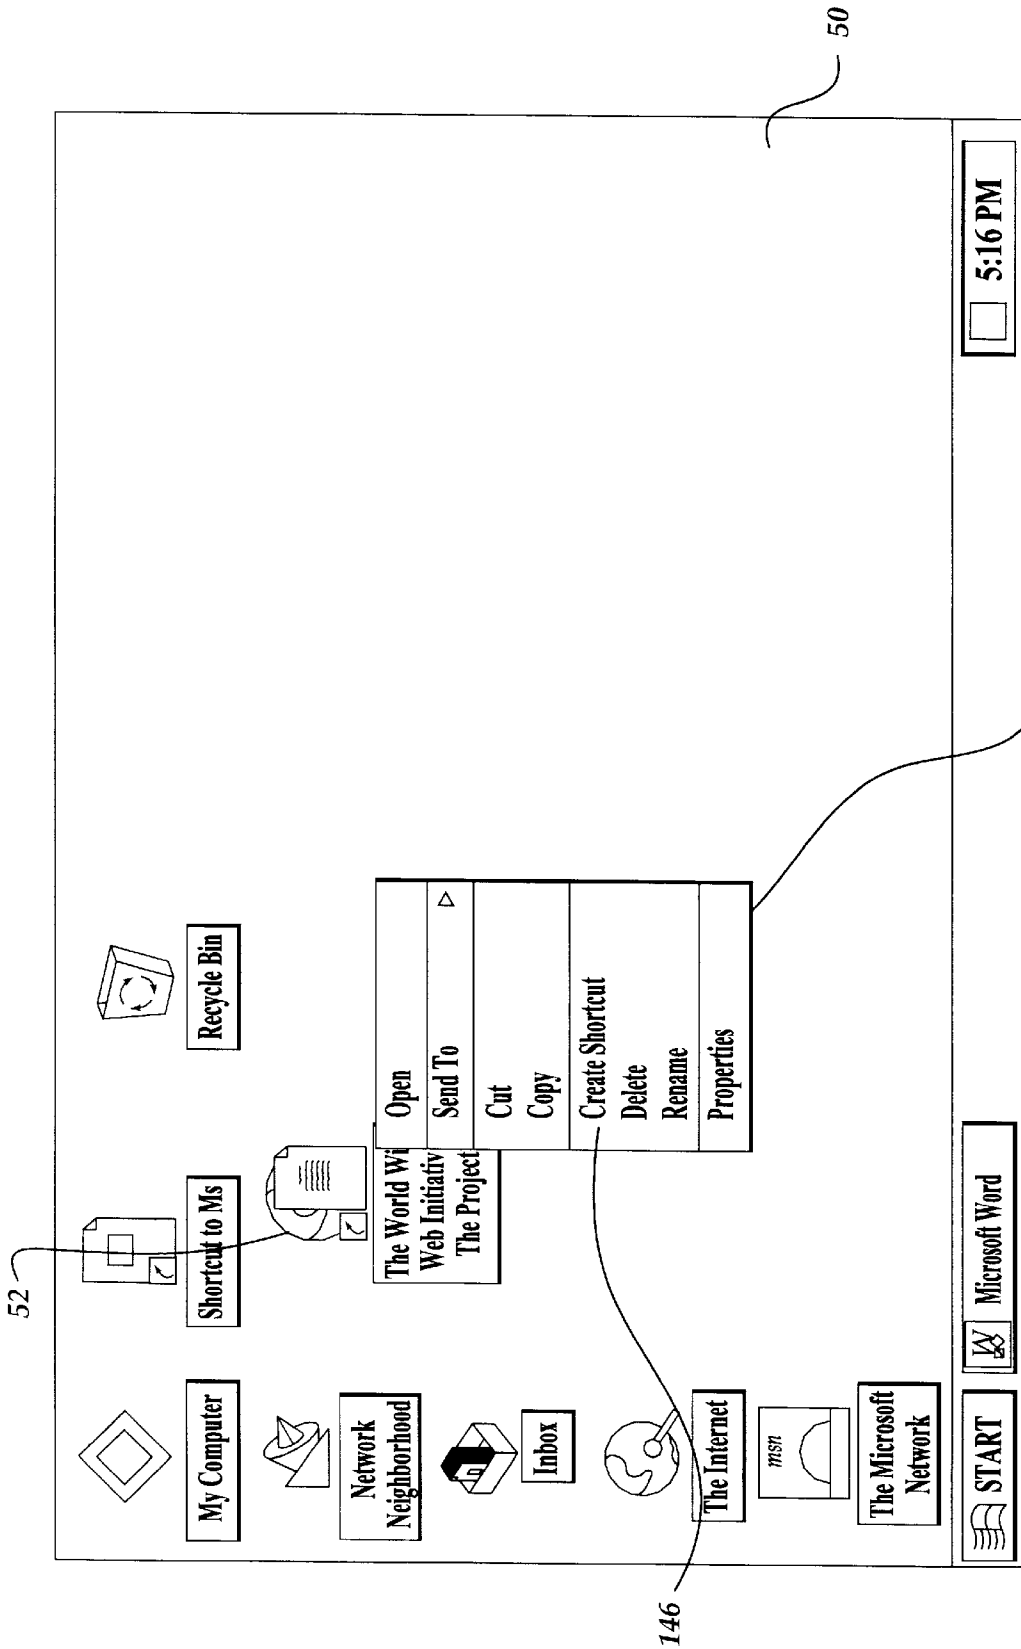 52
50
146
My Computer
Shortcut to Ms
Recycle Bin
Network
Neighborhood
The World Wi
Web Initiativ
The Project
Inbox
The Internet
msn
The Microsoft
Network
Open
Send To
Cut
Copy
Create Shortcut
Delete
Rename
Properties
START
W
Microsoft Word
5:16 PM